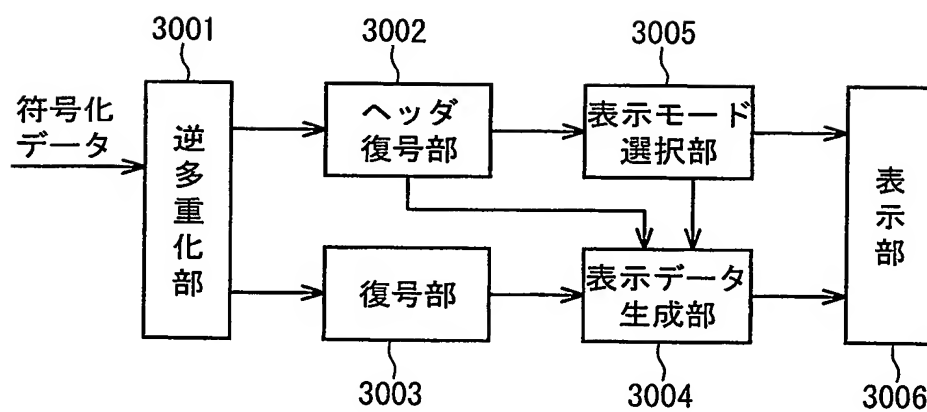 3001
3002
3005
符号化
データ
逆多重化部
ヘッダ
復号部
表示モード
選択部
表示部
復号部
表示データ
生成部
3003
3004
3006